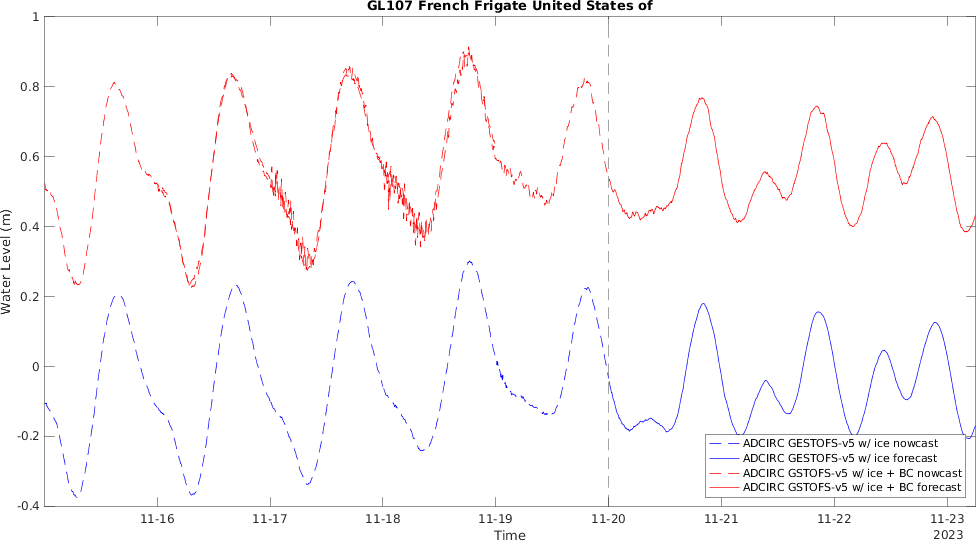 GL107 French Frigate United States of
1
0.8
0.6
0.4
0.2
0
-0.2
-0.4
Water Level (m)
ADCIRC GESTOFS-v5 w/ ice nowcast
ADCIRC GESTOFS-v5 w/ ice forecast
ADCIRC GSTOFS-v5 w/ ice + BC nowcast
ADCIRC GSTOFS-v5 w/ ice + BC forecast
11-16 11-17 11-18 11-19 11-20 11-21 11-22 11-23
Time 2023